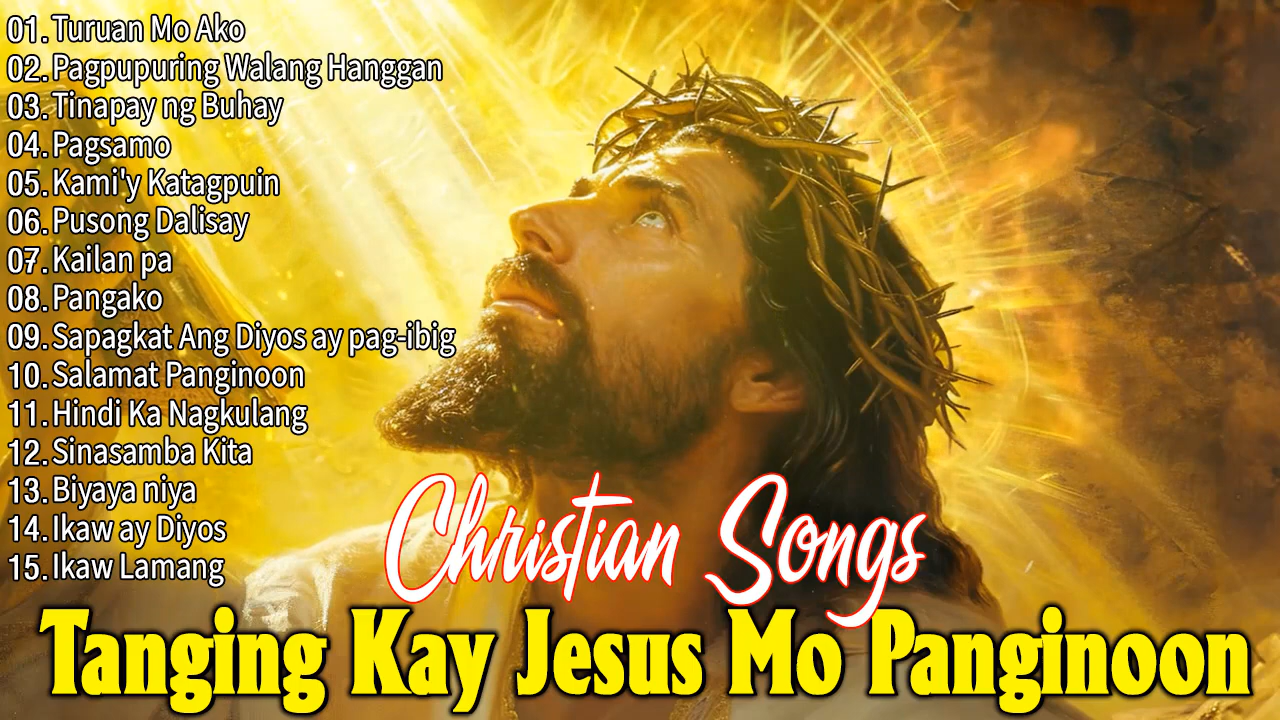 01. Turuan Mo Ako
02. Pagpupuring Walang Hanggan
03. Tinapay ng Buhay
04. Pagsamo
05. Kami'y Katagpuin
06. Pusong Dalisay
07. Kailan pa
08. Pangako
09. Sapagkat Ang Diyos ay pag-ibig
10. Salamat Panginoon
11. Hindi Ka Nagkulang
12. Sinasamba Kita
13. Biyaya niya
14. Ikaw ay Diyos
15. Ikaw Lamang
Christian Songs
Tanging Kay Jesus Mo Panginoon